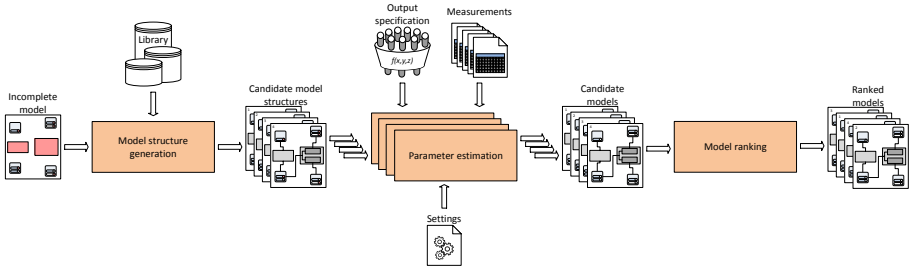 Output
specification
Measurements
Library
f(x,y,z)
Incomplete
model
Candidate model
structures
Candidate
models
Ranked
models
Model structure
generation
Parameter estimation
Model ranking
Settings